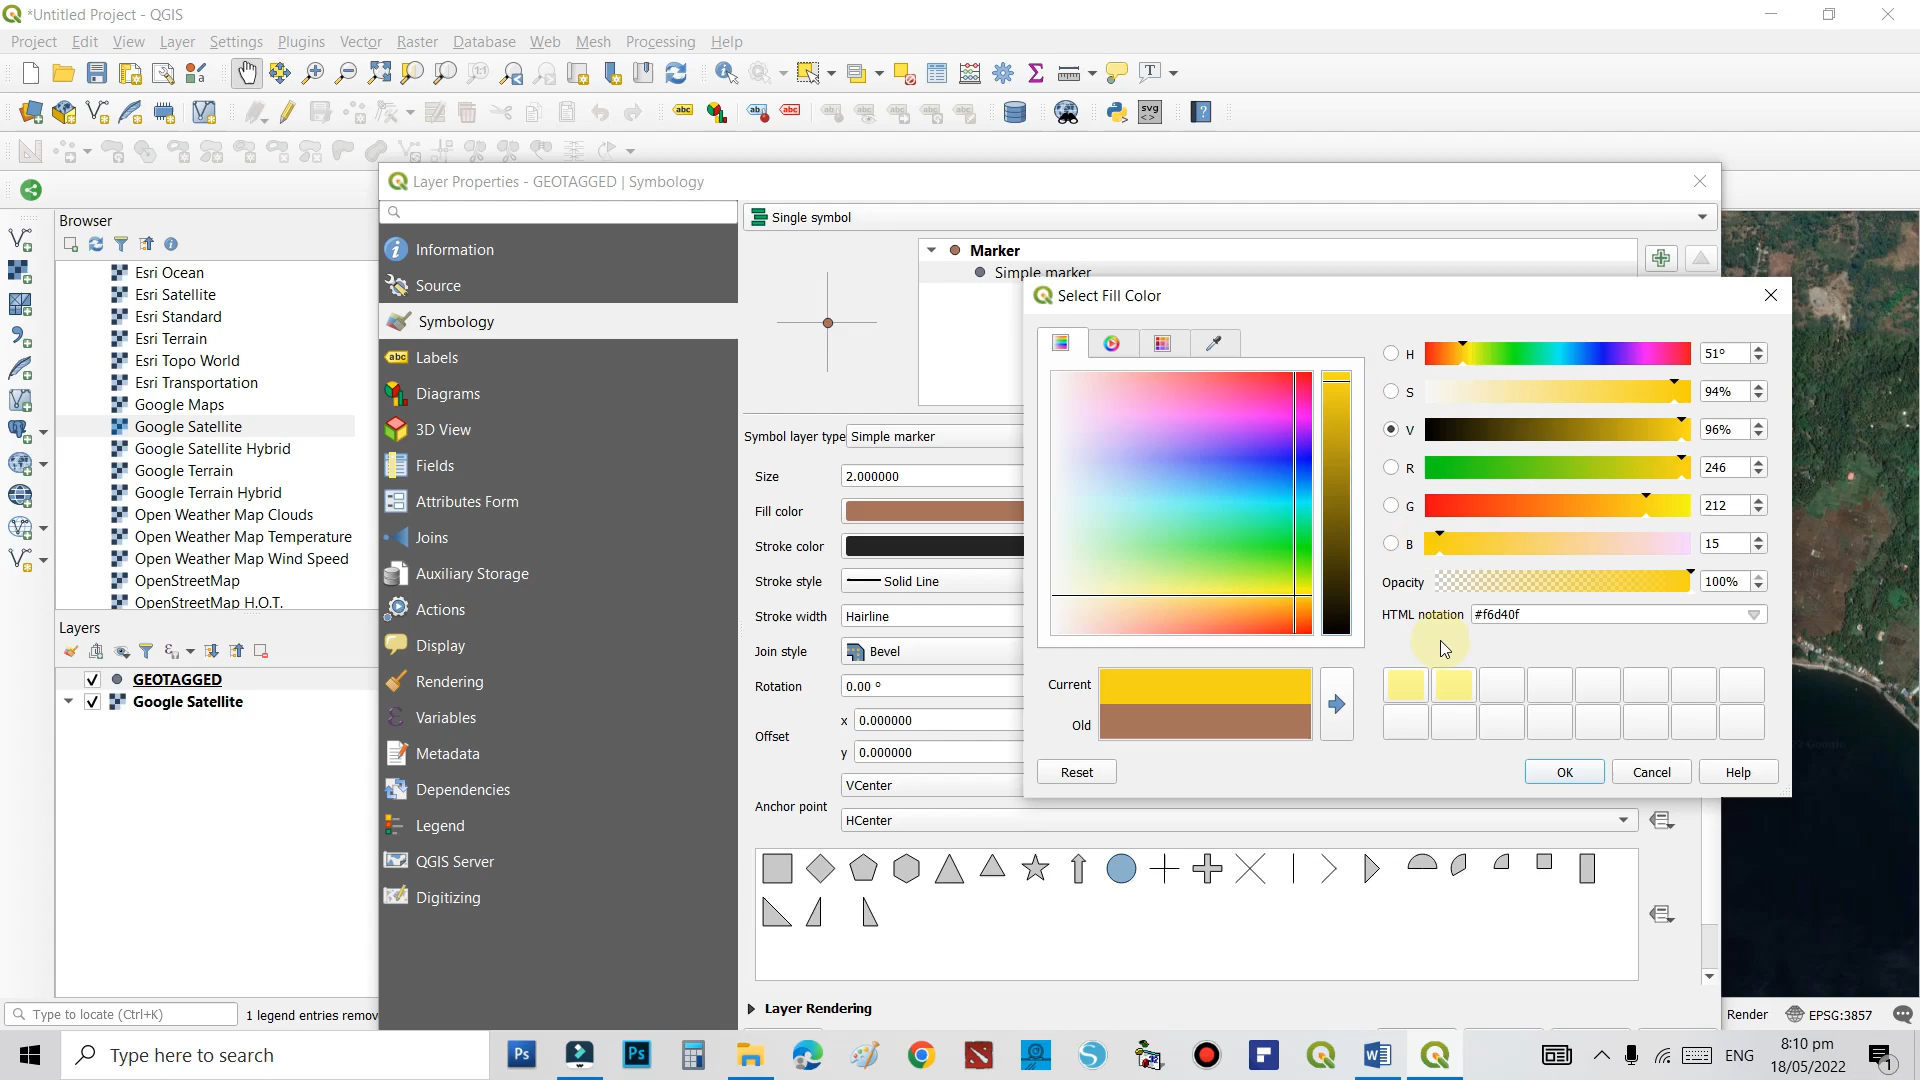 *Untitled Project - QGIS
Project Edit View Layer Settings Plugins Vector Raster Database Web Mesh Processing Help
Layer Properties - GEOTAGGED | Symbology
Browser
Esri Ocean
Esri Satellite
Esri Standard
Esri Terrain
Esri Topo World
Esri Transportation
Google Maps
Google Satellite
Google Satellite Hybrid
Google Terrain
Google Terrain Hybrid
Open Weather Map Clouds
Open Weather Map Temperature
Open Weather Map Wind Speed
OpenStreetMap
OpenStreetMap H.O.T.
Layers
GEOTAGGED
Google Satellite
Type to locate (Ctrl+K)
1 legend entries remov
Information
Source
Symbology
Labels
Diagrams
3D View
Fields
Attributes Form
Joins
Auxiliary Storage
Actions
Display
Rendering
Variables
Metadata
Dependencies
Legend
QGIS Server
Digitizing
Single symbol
Marker
Simple marker
Symbol layer type Simple marker
Size 2.000000
Fill color
Stroke color
Stroke style Solid Line
Stroke width Hairline
Join style Bevel
Rotation 0.00 °
Offset
x 0.000000
y 0.000000
Anchor point
VCenter
HCenter
Layer Rendering
Select Fill Color
H 51°
S 94%
V 96%
R 246
G 212
B 15
Opacity 100%
HTML notation #f6d40f
Current
Old
Reset
OK
Cancel
Help
Render
EPSG:3857
Type here to search
ENG
8:10 pm
18/05/2022
1